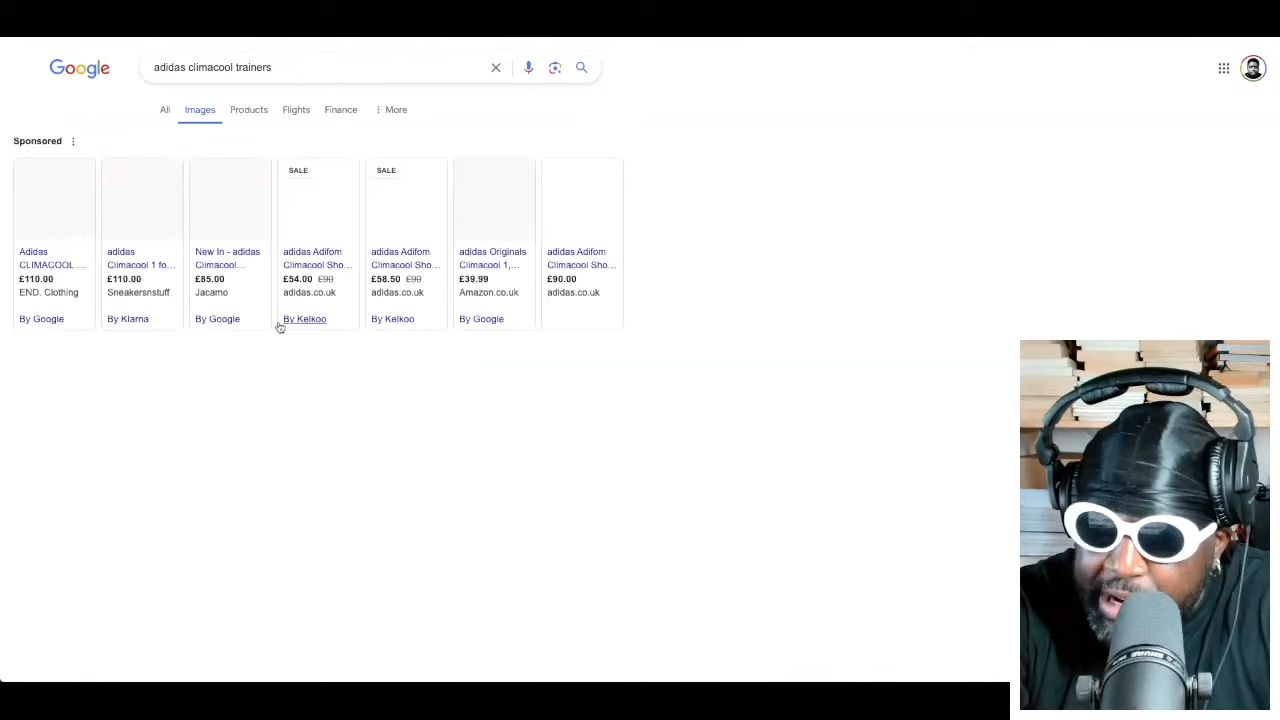 Google
adidas climacool trainers
All Images Products Flights Finance More
Sponsored
SALE
SALE
Adidas
CLIMACOOL ...
£110.00
END. Clothing
By Google
adidas
Climacool 1 fo...
£110.00
Sneakersnstuff
By Klarna
New In - adidas
Climacool...
£85.00
Jacamo
By Google
adidas Adifom
Climacool Sho...
£54.00 £90
adidas.co.uk
By Kelkoo
adidas Adifom
Climacool Sho...
£58.50 £90
adidas.co.uk
By Kelkoo
adidas Originals
Climacool 1,...
£39.99
Amazon.co.uk
By Google
adidas Adifom
Climacool Sho...
£90.00
adidas.co.uk